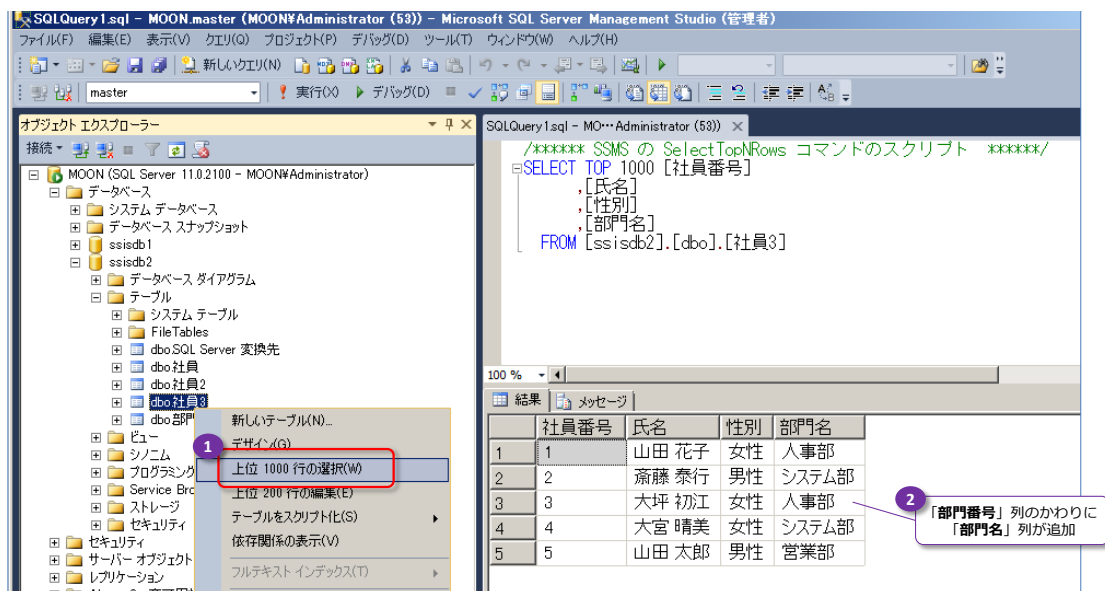 SQLQuery1.sql - MOON.master (MOON¥Administrator (53)) - Microsoft SQL Server Management Studio (管理者)
ファイル(F) 編集(E) 表示(V) クエリ(Q) プロジェクト(P) デバッグ(D) ツール(T) ウィンドウ(W) ヘルプ(H)
新しいクエリ(N)
master 実行(X) デバッグ(D)
オブジェクト エクスプローラー
接続
MOON (SQL Server 11.0.2100 - MOON¥Administrator)
データベース
システム データベース
データベース スナップショット
ssisdb1
ssisdb2
データベース ダイアグラム
テーブル
システム テーブル
FileTables
dbo.SQL Server 変換先
dbo.社員
dbo.社員2
dbo.社員3
dbo.部門
ビュー
シノニム
プログラミング
Service Bro
ストレージ
セキュリティ
セキュリティ
サーバー オブジェクト
レプリケーション
1
新しいテーブル(N)...
デザイン(G)
上位 1000 行の選択(W)
上位 200 行の編集(E)
テーブルをスクリプト化(S)
依存関係の表示(V)
フルテキスト インデックス(T)
SQLQuery1.sql - MO...Administrator (53))
/****** SSMS の SelectTopNRows コマンドのスクリプト ******/
SELECT TOP 1000 [社員番号]
,[氏名]
,[性別]
,[部門名]
FROM [ssisdb2].[dbo].[社員3]
100 %
結果 メッセージ
社員番号 氏名 性別 部門名
1 1 山田 花子 女性 人事部
2 2 斎藤 泰行 男性 システム部
3 3 大坪 初江 女性 人事部
4 4 大宮 晴美 女性 システム部
5 5 山田 太郎 男性 営業部
2
「部門番号」列のかわりに
「部門名」列が追加